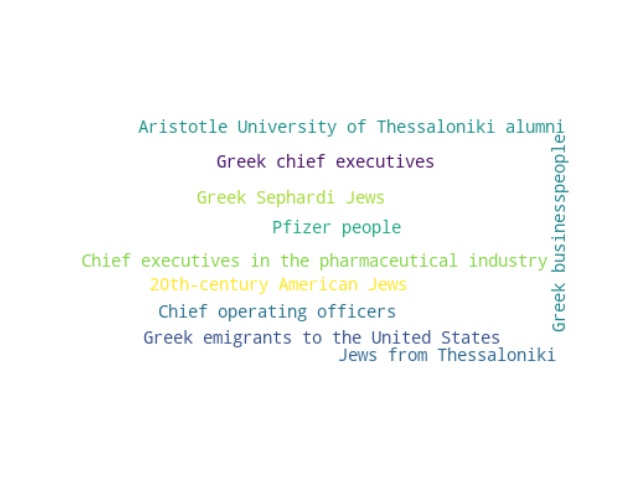 Aristotle University of Thessaloniki alumni
Greek chief executives
Greek Sephardi Jews
Pfizer people
Chief executives in the pharmaceutical industry
20th-century American Jews
Chief operating officers
Greek emigrants to the United States
Jews from Thessaloniki
Greek businesspeople